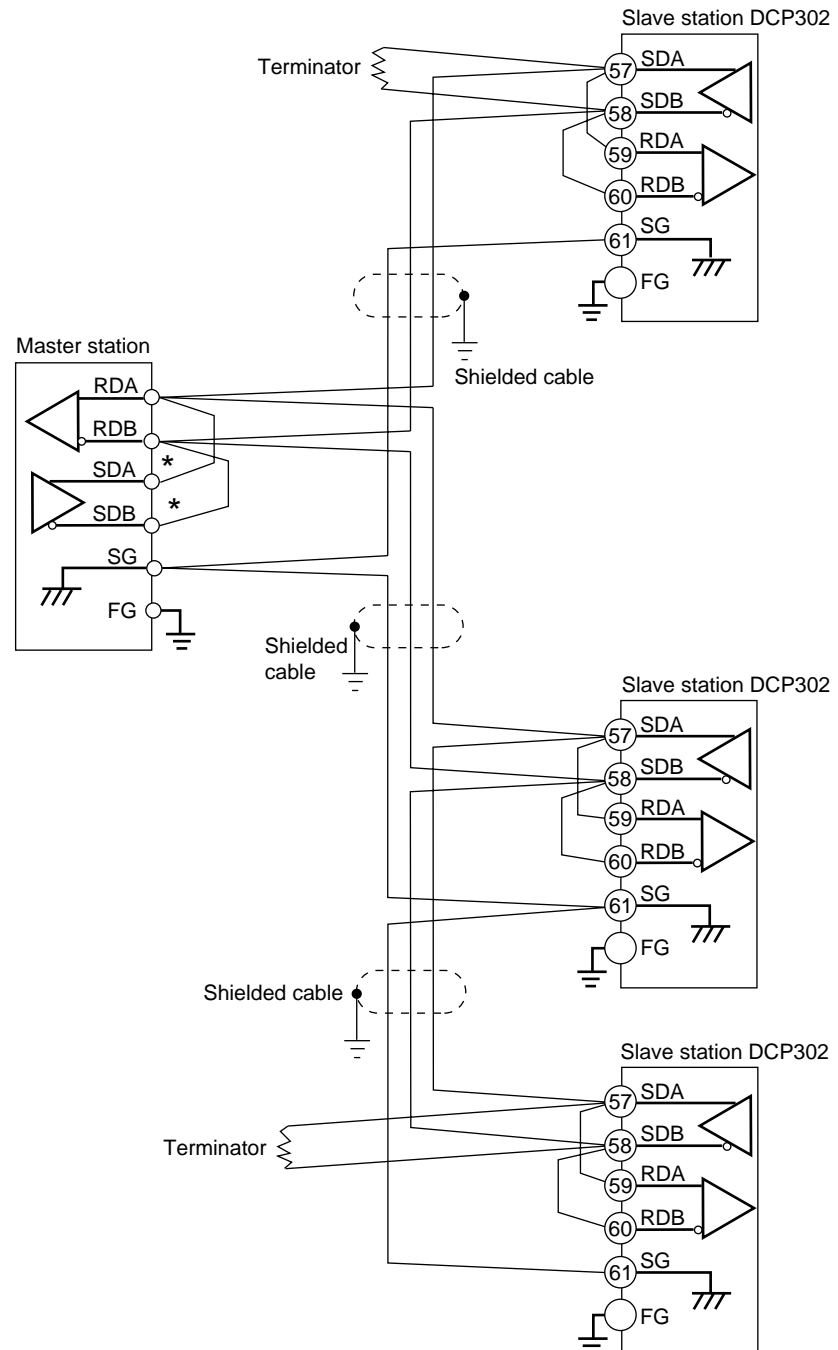 Slave station DCP302
Terminator
57 SDA
58 SDB
59 RDA
60 RDB
61 SG
FG
Shielded cable
Master station
RDA
RDB
SDA *
SDB *
SG
FG
Shielded
cable
Slave station DCP302
57 SDA
58 SDB
59 RDA
60 RDB
61 SG
FG
Shielded cable
Slave station DCP302
57 SDA
58 SDB
Terminator
59 RDA
60 RDB
61 SG
FG